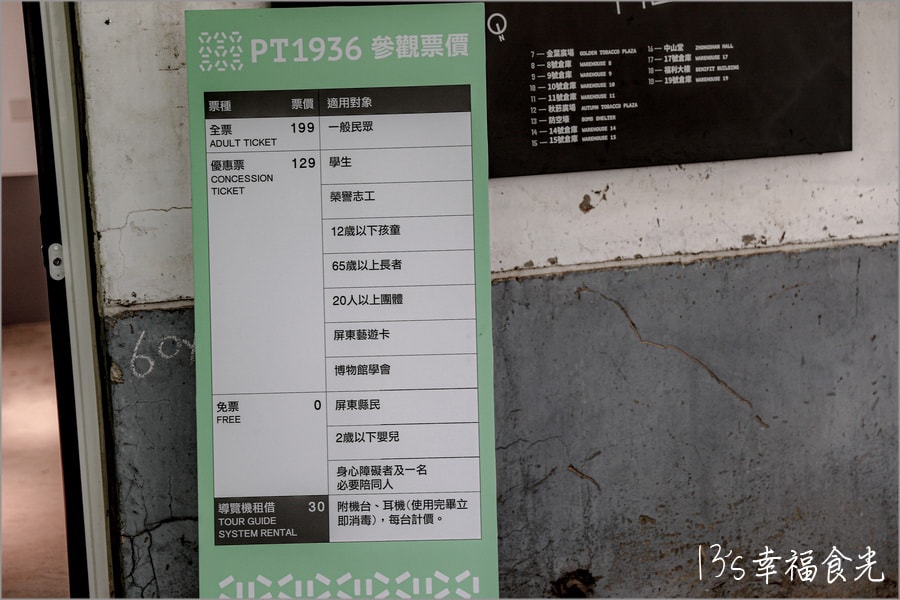 PT1936 參觀票價
票種 票價 適用對象
全票 199 一般民眾
ADULT TICKET
優惠票 129 學生
CONCESSION
TICKET
榮譽志工
12歲以下孩童
65歲以上長者
20人以上團體
屏東藝遊卡
博物館學會
免票 0 屏東縣民
FREE
2歲以下嬰兒
身心障礙者及一名
必要陪同人
導覽機租借 30 附機台、耳機(使用完畢立
TOUR GUIDE 即消毒)，每台計價。
SYSTEM RENTAL
N
7 — 金葉廣場 GOLDEN TOBACCO PLAZA
8 — 8號倉庫 WAREHOUSE 8
9 — 9號倉庫 WAREHOUSE 9
10 — 10號倉庫 WAREHOUSE 10
11 — 11號倉庫 WAREHOUSE 11
12 — 秋菸廣場 AUTUMN TOBACCO PLAZA
13 — 防空塔 BOMB SHELTER
14 — 14號倉庫 WAREHOUSE 14
15 — 15號倉庫 WAREHOUSE 15
16 — 中山堂 ZHONGSHAN HALL
17 — 17號倉庫 WAREHOUSE 17
18 — 福利大樓 BENIFIT BUILDING
19 — 19號倉庫 WAREHOUSE 19
13's幸福食光